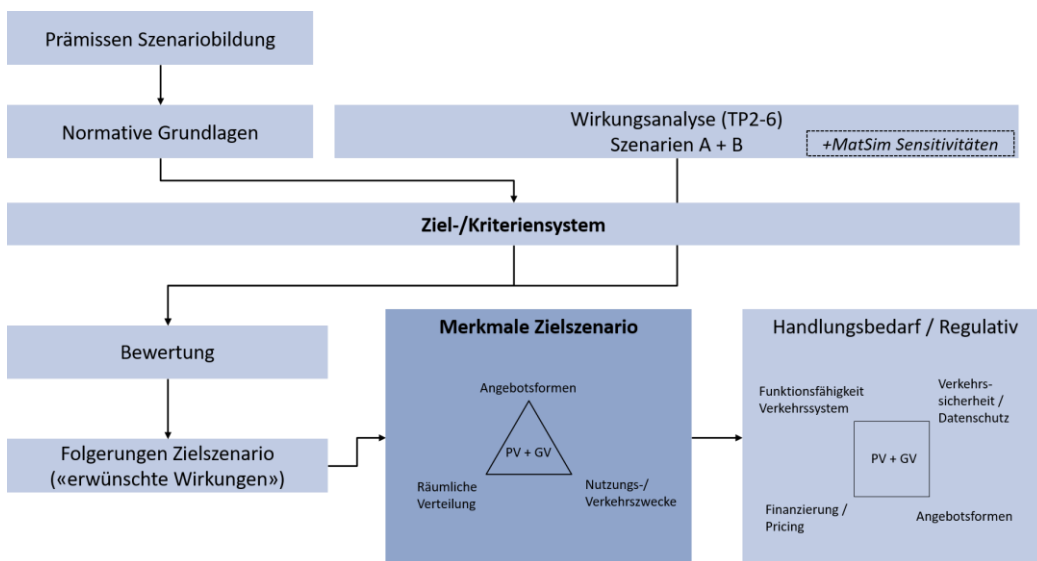 Prämissen Szenariobildung
Normative Grundlagen
Wirkungsanalyse (TP2-6)
Szenarien A + B
+MatSim Sensitivitäten
Ziel-/Kriteriensystem
Bewertung
Folgerungen Zielszenario
(«erwünschte Wirkungen»)
Merkmale Zielszenario
Angebotsformen
PV + GV
Räumliche
Verteilung
Nutzungs-/
Verkehrszwecke
Handlungsbedarf / Regulativ
Funktionsfähigkeit
Verkehrssystem
Verkehrs-
sicherheit /
Datenschutz
PV + GV
Finanzierung /
Pricing
Angebotsformen